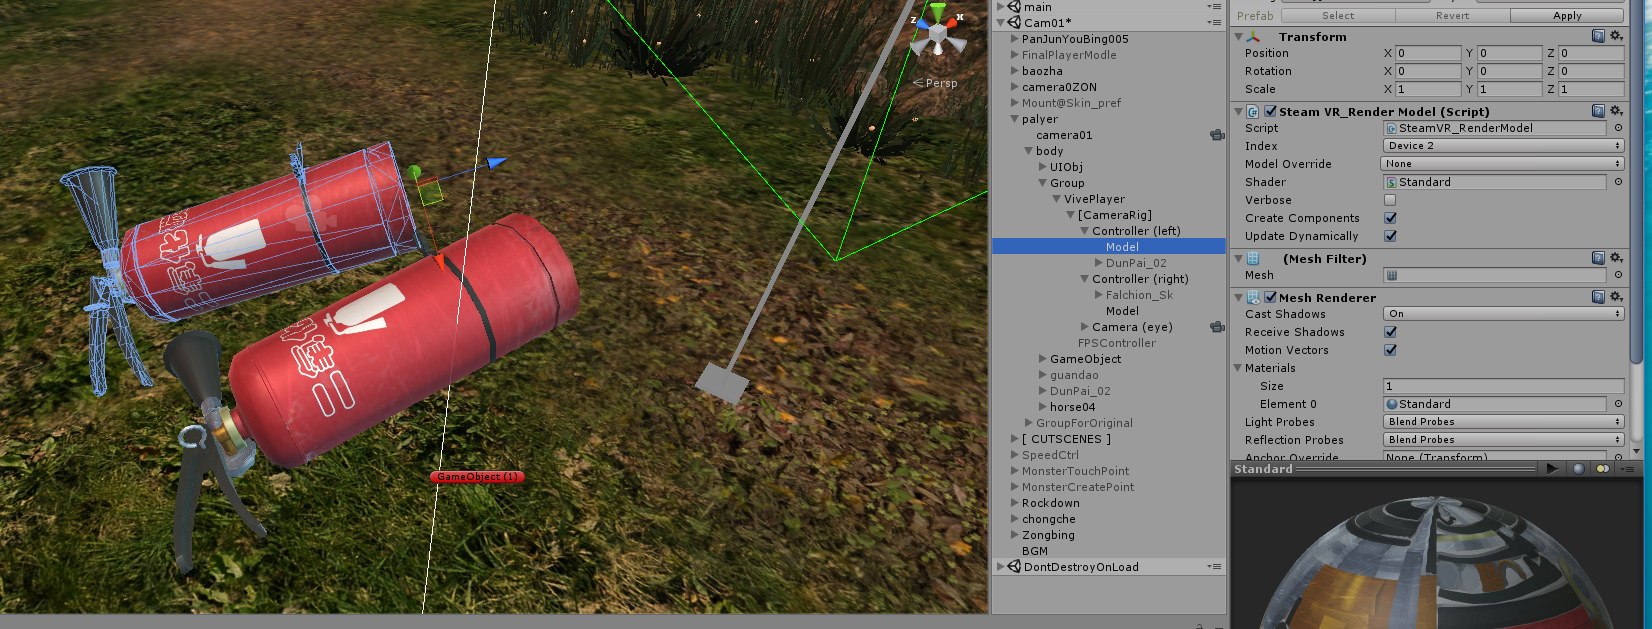 main
Cam01*
PanJunYouBing005
FinalPlayerModle
baozha
camera0ZON
Mount@Skin_pref
palyer
camera01
body
UIObj
Group
VivePlayer
[CameraRig]
Controller (left)
Model
DunPai_02
Controller (right)
Falchion_Sk
Model
Camera (eye)
FPSController
GameObject
guandao
DunPai_02
horse04
GroupForOriginal
[ CUTSCENES ]
SpeedCtrl
MonsterTouchPoint
MonsterCreatePoint
Rockdown
chongche
Zongbing
BGM
DontDestroyOnLoad
z
x
Persp
GameObject (1)
Prefab Select Revert Apply
Transform
Position X 0 Y 0 Z 0
Rotation X 0 Y 0 Z 0
Scale X 1 Y 1 Z 1
Steam VR_Render Model (Script)
Script SteamVR_RenderModel
Index Device 2
Model Override None
Shader Standard
Verbose
Create Components
Update Dynamically
(Mesh Filter)
Mesh
Mesh Renderer
Cast Shadows On
Receive Shadows
Motion Vectors
Materials
Size 1
Element 0 Standard
Light Probes Blend Probes
Reflection Probes Blend Probes
Anchor Override None (Transform)
Standard